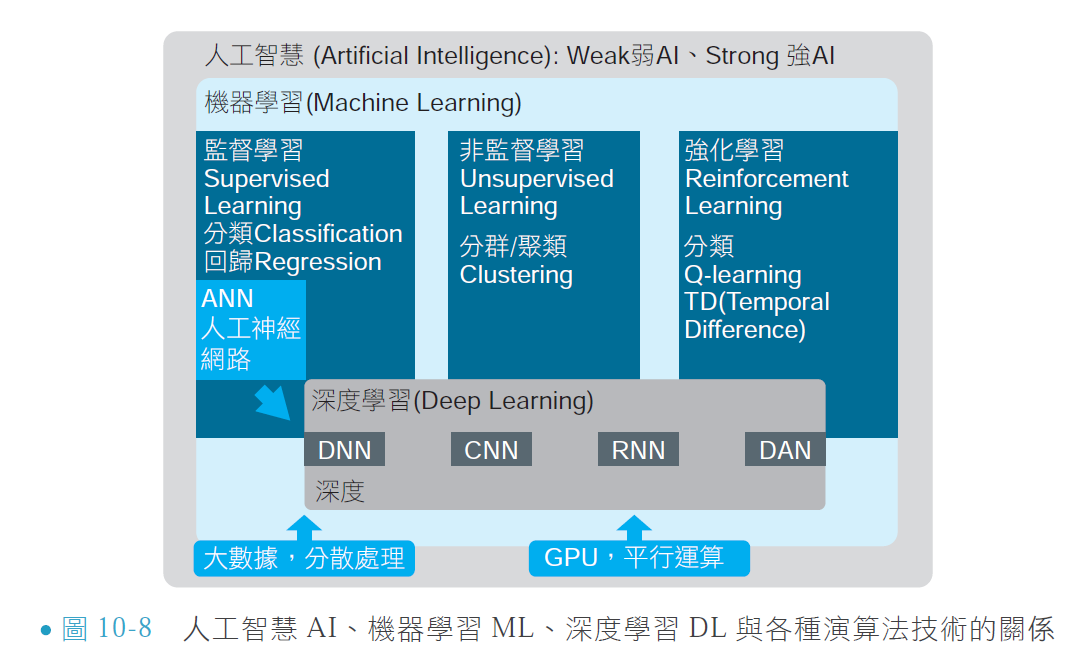 人工智慧 (Artificial Intelligence): Weak弱AI、Strong 強AI
機器學習(Machine Learning)
監督學習
Supervised
Learning
分類Classification
回歸Regression
ANN
人工神經
網路
非監督學習
Unsupervised
Learning
分群/聚類
Clustering
強化學習
Reinforcement
Learning
分類
Q-learning
TD(Temporal
Difference)
深度學習(Deep Learning)
DNN CNN RNN DAN
深度
大數據，分散處理 GPU，平行運算
• 圖 10-8 人工智慧 AI、機器學習 ML、深度學習 DL 與各種演算法技術的關係